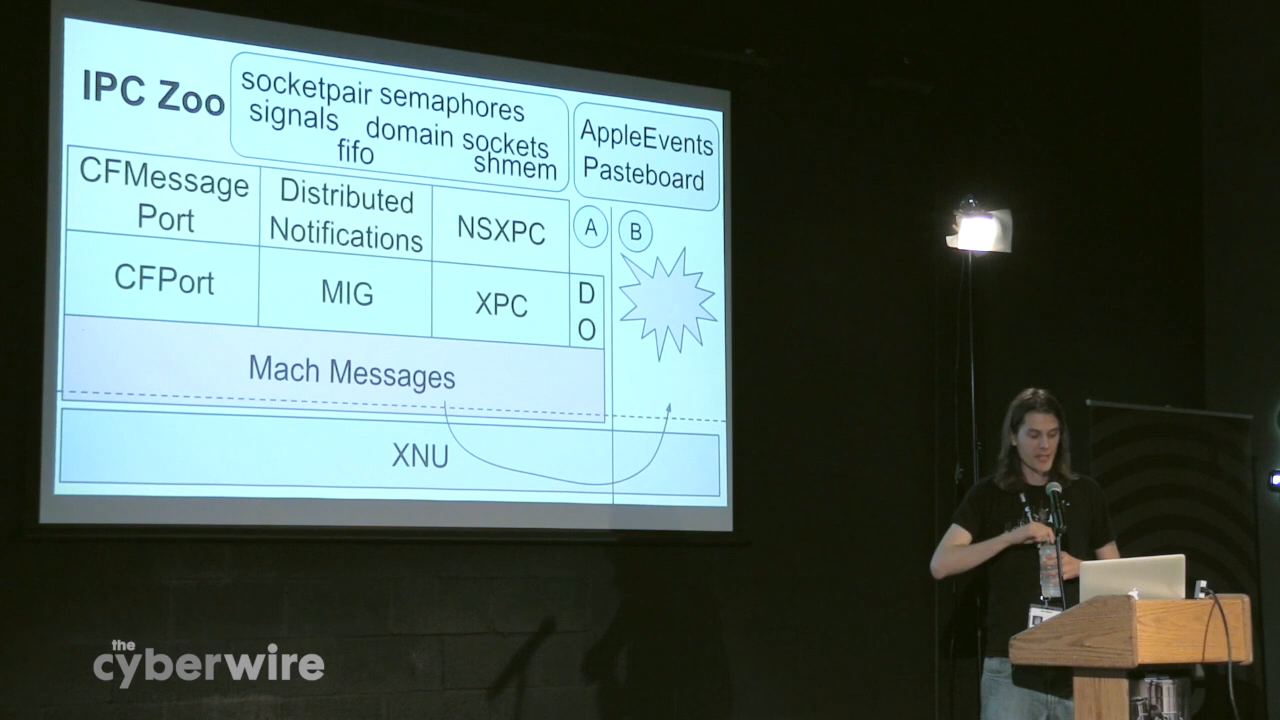 IPC Zoo
socketpair semaphores
signals domain sockets
fifo shmem
AppleEvents
Pasteboard
CFMessage
Port
Distributed
Notifications
NSXPC
A
B
CFPort
MIG
XPC
D
O
Mach Messages
XNU
the
cyberwire